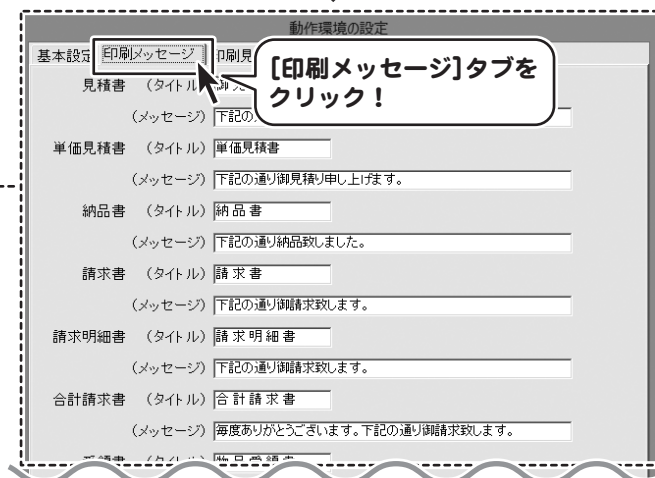 動作環境の設定
基本設定 印刷メッセージ 印刷見
[印刷メッセージ]タブを
クリック!
見積書 (タイトル)
(メッセージ) 下記の
単価見積書 (タイトル) 単価見積書
(メッセージ) 下記の通り御見積り申し上げます。
納品書 (タイトル) 納 品 書
(メッセージ) 下記の通り納品致しました。
請求書 (タイトル) 請 求 書
(メッセージ) 下記の通り御請求致します。
請求明細書 (タイトル) 請 求 明 細 書
(メッセージ) 下記の通り御請求致します。
合計請求書 (タイトル) 合 計 請 求 書
(メッセージ) 毎度ありがとうございます。下記の通り御請求致します。